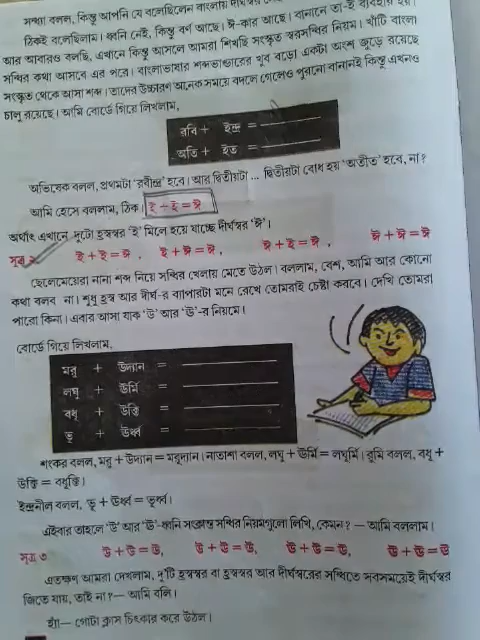 সন্ধ্যা বলল, কিন্তু আপনি যে বলেছিলেন বাংলায় দীর্ঘস্বর নেই
ঠিকই বলেছিলাম। ধ্বনি নেই, কিন্তু বর্ণ আছে। ঈ-কার আছে। বানানে তা-ই ব্যবহার হয়।
আর আবারও বলছি, এখানে কিন্তু আসলে আমরা শিখছি সংস্কৃত স্বরসন্ধির নিয়ম। খাঁটি বাংলা
সন্ধির কথা আসবে এর পরে। বাংলাভাষার শব্দভাণ্ডারের খুব বড়ো একটা অংশ জুড়ে রয়েছে
সংস্কৃত থেকে আসা শব্দ। তাদের উচ্চারণ অনেক সময়ে বদলে গেলেও পুরনো বানানই কিন্তু এখনও
চালু রয়েছে। আমি বোর্ডে গিয়ে লিখলাম,
রবি + ইন্দ্র =
অতি + ইত =
অভিষেক বলল, প্রথমটা 'রবীন্দ্র' হবে। আর দ্বিতীয়টা ... দ্বিতীয়টা বোধ হয় 'অতীত' হবে, না?
আমি হেসে বললাম, ঠিক। ই + ই = ঈ
অর্থাৎ এখানে দুটো হ্রস্বস্বর 'ই' মিলে হয়ে যাচ্ছে দীর্ঘস্বর 'ঈ'।
সূত্র ২ ই + ই = ঈ, ই + ঈ = ঈ, ঈ + ই = ঈ, ঈ + ঈ = ঈ
ছেলেমেয়েরা নানা শব্দ নিয়ে সন্ধির খেলায় মেতে উঠল। বললাম, বেশ, আমি আর কোনো
কথা বলব না। শুধু হ্রস্ব আর দীর্ঘ-র ব্যাপারটা মনে রেখে তোমরাই চেষ্টা করবে। দেখি তোমরা
পারো কিনা। এবার আসা যাক 'উ' আর 'ঊ'-র নিয়মে।
বোর্ডে গিয়ে লিখলাম,
মরু + উদ্যান =
লঘু + ঊর্মি =
বধূ + উক্তি =
ভূ + ঊর্ধ্ব =
শংকর বলল, মরু + উদ্যান = মরূদ্যান। নাতাশা বলল, লঘু + ঊর্মি = লঘূর্মি। রুমি বলল, বধূ +
উক্তি = বধূক্তি।
ইন্দ্রনীল বলল, ভূ + ঊর্ধ্ব = ভূর্ধ্ব।
এইবার তাহলে 'উ' আর 'ঊ'-ধ্বনি সংক্রান্ত সন্ধির নিয়মগুলো লিখি, কেমন? — আমি বললাম।
সূত্র ৩ উ + উ = ঊ, উ + ঊ = ঊ, ঊ + উ = ঊ, ঊ + ঊ = ঊ
এতক্ষণ আমরা দেখলাম, দু'টি হ্রস্বস্বর বা হ্রস্বস্বর আর দীর্ঘস্বরের সন্ধিতে সবসময়েই দীর্ঘস্বর
জিতে যায়, তাই না?— আমি বলি।
হ্যাঁ— গোটা ক্লাস চিৎকার করে উঠল।